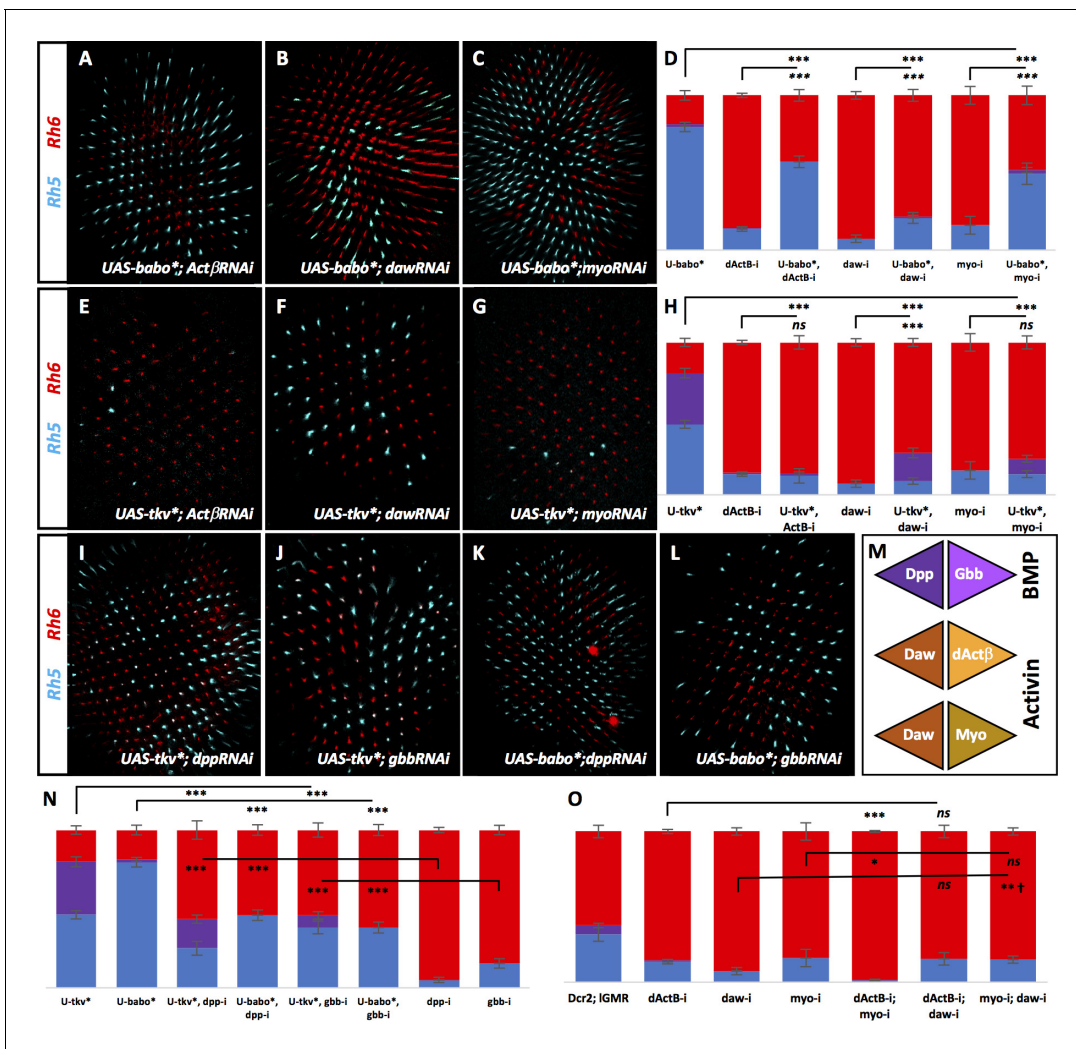 A
B
C
D
Rh5 Rh6
UAS-babo*; ActβRNAi
UAS-babo*; dawRNAi
UAS-babo*;myoRNAi
*** *** ***
*** *** ***
U-babo* dActB-i U-babo*, dActB-i daw-i U-babo*, daw-i myo-i U-babo*, myo-i
E
F
G
H
Rh5 Rh6
UAS-tkv*; ActβRNAi
UAS-tkv*; dawRNAi
UAS-tkv*; myoRNAi
*** *** ***
ns *** ns
U-tkv* dActB-i U-tkv*, ActB-i daw-i U-tkv*, daw-i myo-i U-tkv*, myo-i
I
J
K
L
M
Rh5 Rh6
UAS-tkv*; dppRNAi
UAS-tkv*; gbbRNAi
UAS-babo*;dppRNAi
UAS-babo*; gbbRNAi
Dpp Gbb
BMP
Daw dActβ
Daw Myo
Activin
N
*** ***
*** ***
*** ***
*** ***
U-tkv* U-babo* U-tkv*, dpp-i U-babo*, dpp-i U-tkv*, gbb-i U-babo*, gbb-i dpp-i gbb-i
O
*** ns
* ns
ns ** †
Dcr2; lGMR dActB-i daw-i myo-i dActB-i; myo-i dActB-i; daw-i myo-i; daw-i